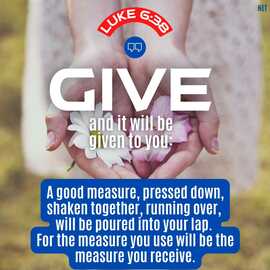 LUKE 6:38
NET
GIVE
and it will be
given to you:
A good measure, pressed down,
shaken together, running over,
will be poured into your lap.
For the measure you use will be the
measure you receive.